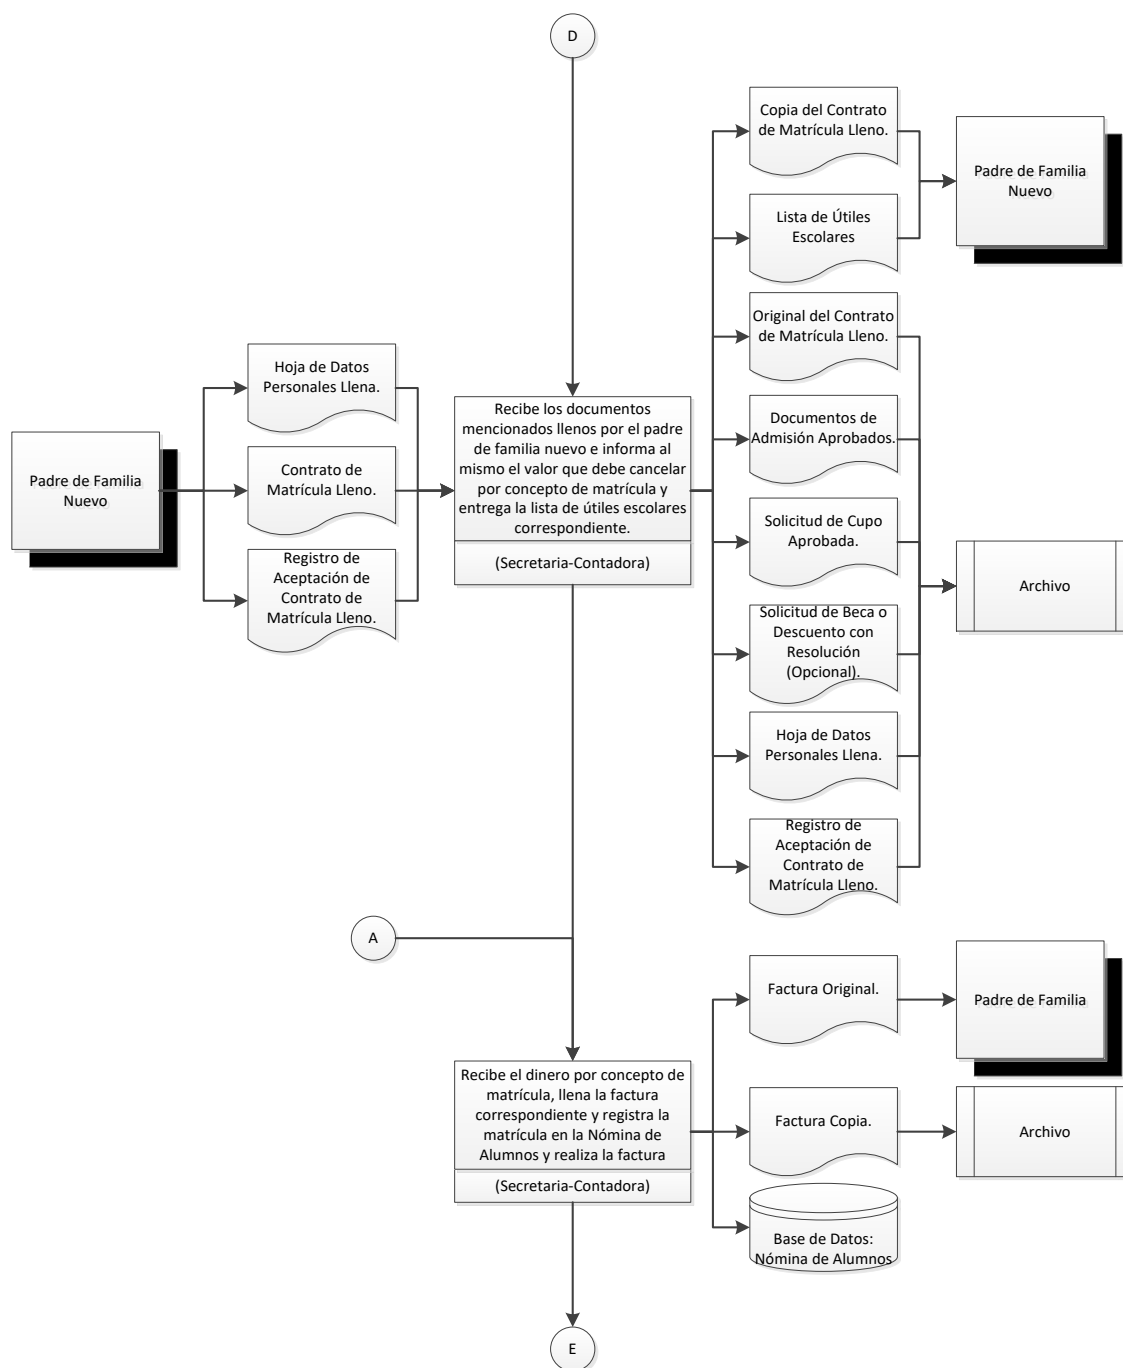 D
Copia del Contrato
de Matrícula Lleno.
Padre de Familia
Nuevo
Lista de Útiles
Escolares
Original del Contrato
de Matrícula Lleno.
Hoja de Datos
Personales Llena.
Recibe los documentos
mencionados llenos por el padre
de familia nuevo e informa al
mismo el valor que debe cancelar
por concepto de matrícula y
entrega la lista de útiles escolares
correspondiente.
(Secretaria-Contadora)
Documentos de
Admisión Aprobados.
Padre de Familia
Nuevo
Contrato de
Matrícula Lleno.
Solicitud de Cupo
Aprobada.
Registro de
Aceptación de
Contrato de
Matrícula Lleno.
Archivo
Solicitud de Beca o
Descuento con
Resolución
(Opcional).
Hoja de Datos
Personales Llena.
Registro de
Aceptación de
Contrato de
Matrícula Lleno.
A
Factura Original.
Padre de Familia
Recibe el dinero por concepto de
matrícula, llena la factura
correspondiente y registra la
matrícula en la Nómina de
Alumnos y realiza la factura
(Secretaria-Contadora)
Factura Copia.
Archivo
Base de Datos:
Nómina de Alumnos
E